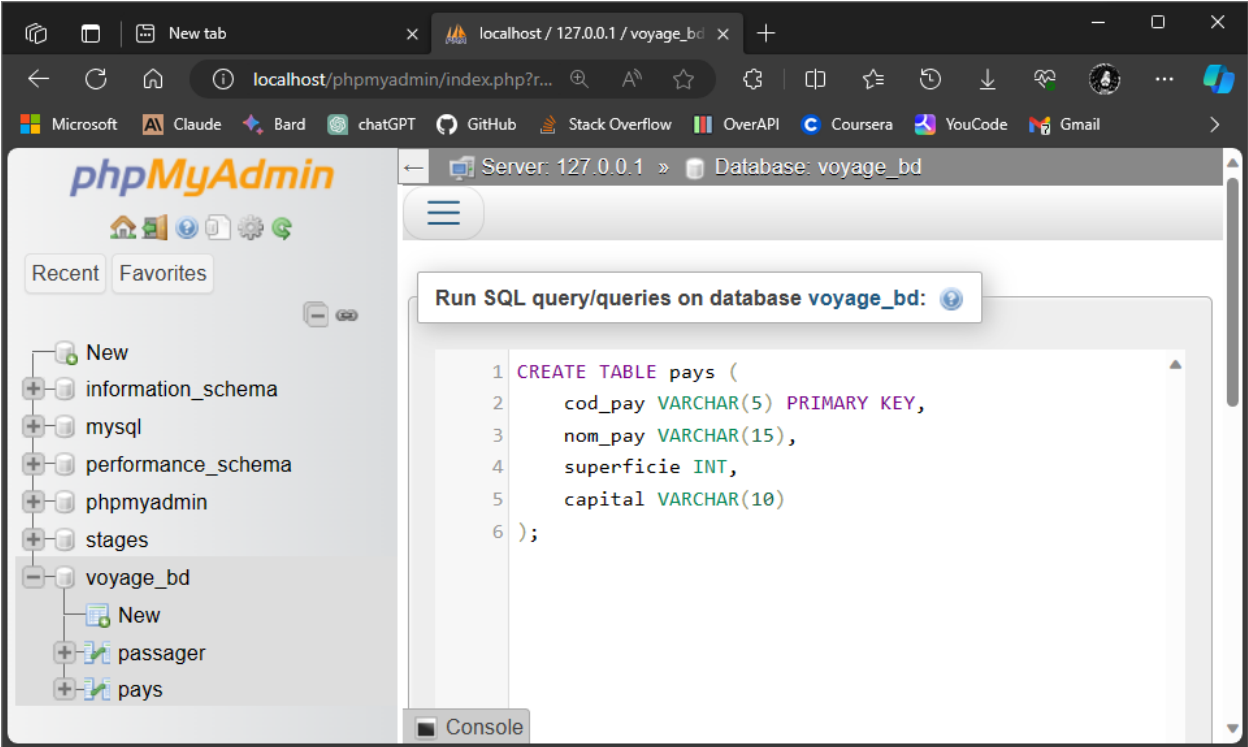 New tab
localhost / 127.0.0.1 / voyage_bd
localhost/phpmyadmin/index.php?r...
Microsoft Claude Bard chatGPT GitHub Stack Overflow OverAPI Coursera YouCode Gmail
phpMyAdmin
Recent Favorites
New
information_schema
mysql
performance_schema
phpmyadmin
stages
voyage_bd
New
passager
pays
Server: 127.0.0.1 » Database: voyage_bd
Run SQL query/queries on database voyage_bd:
1 CREATE TABLE pays (
2 cod_pay VARCHAR(5) PRIMARY KEY,
3 nom_pay VARCHAR(15),
4 superficie INT,
5 capital VARCHAR(10)
6 );
Console